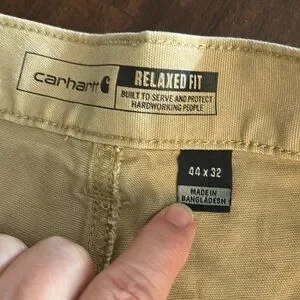 carhartt
RELAXED FIT
BUILT TO SERVE AND PROTECT
HARDWORKING PEOPLE
44 x 32
MADE IN
BANGLADESH